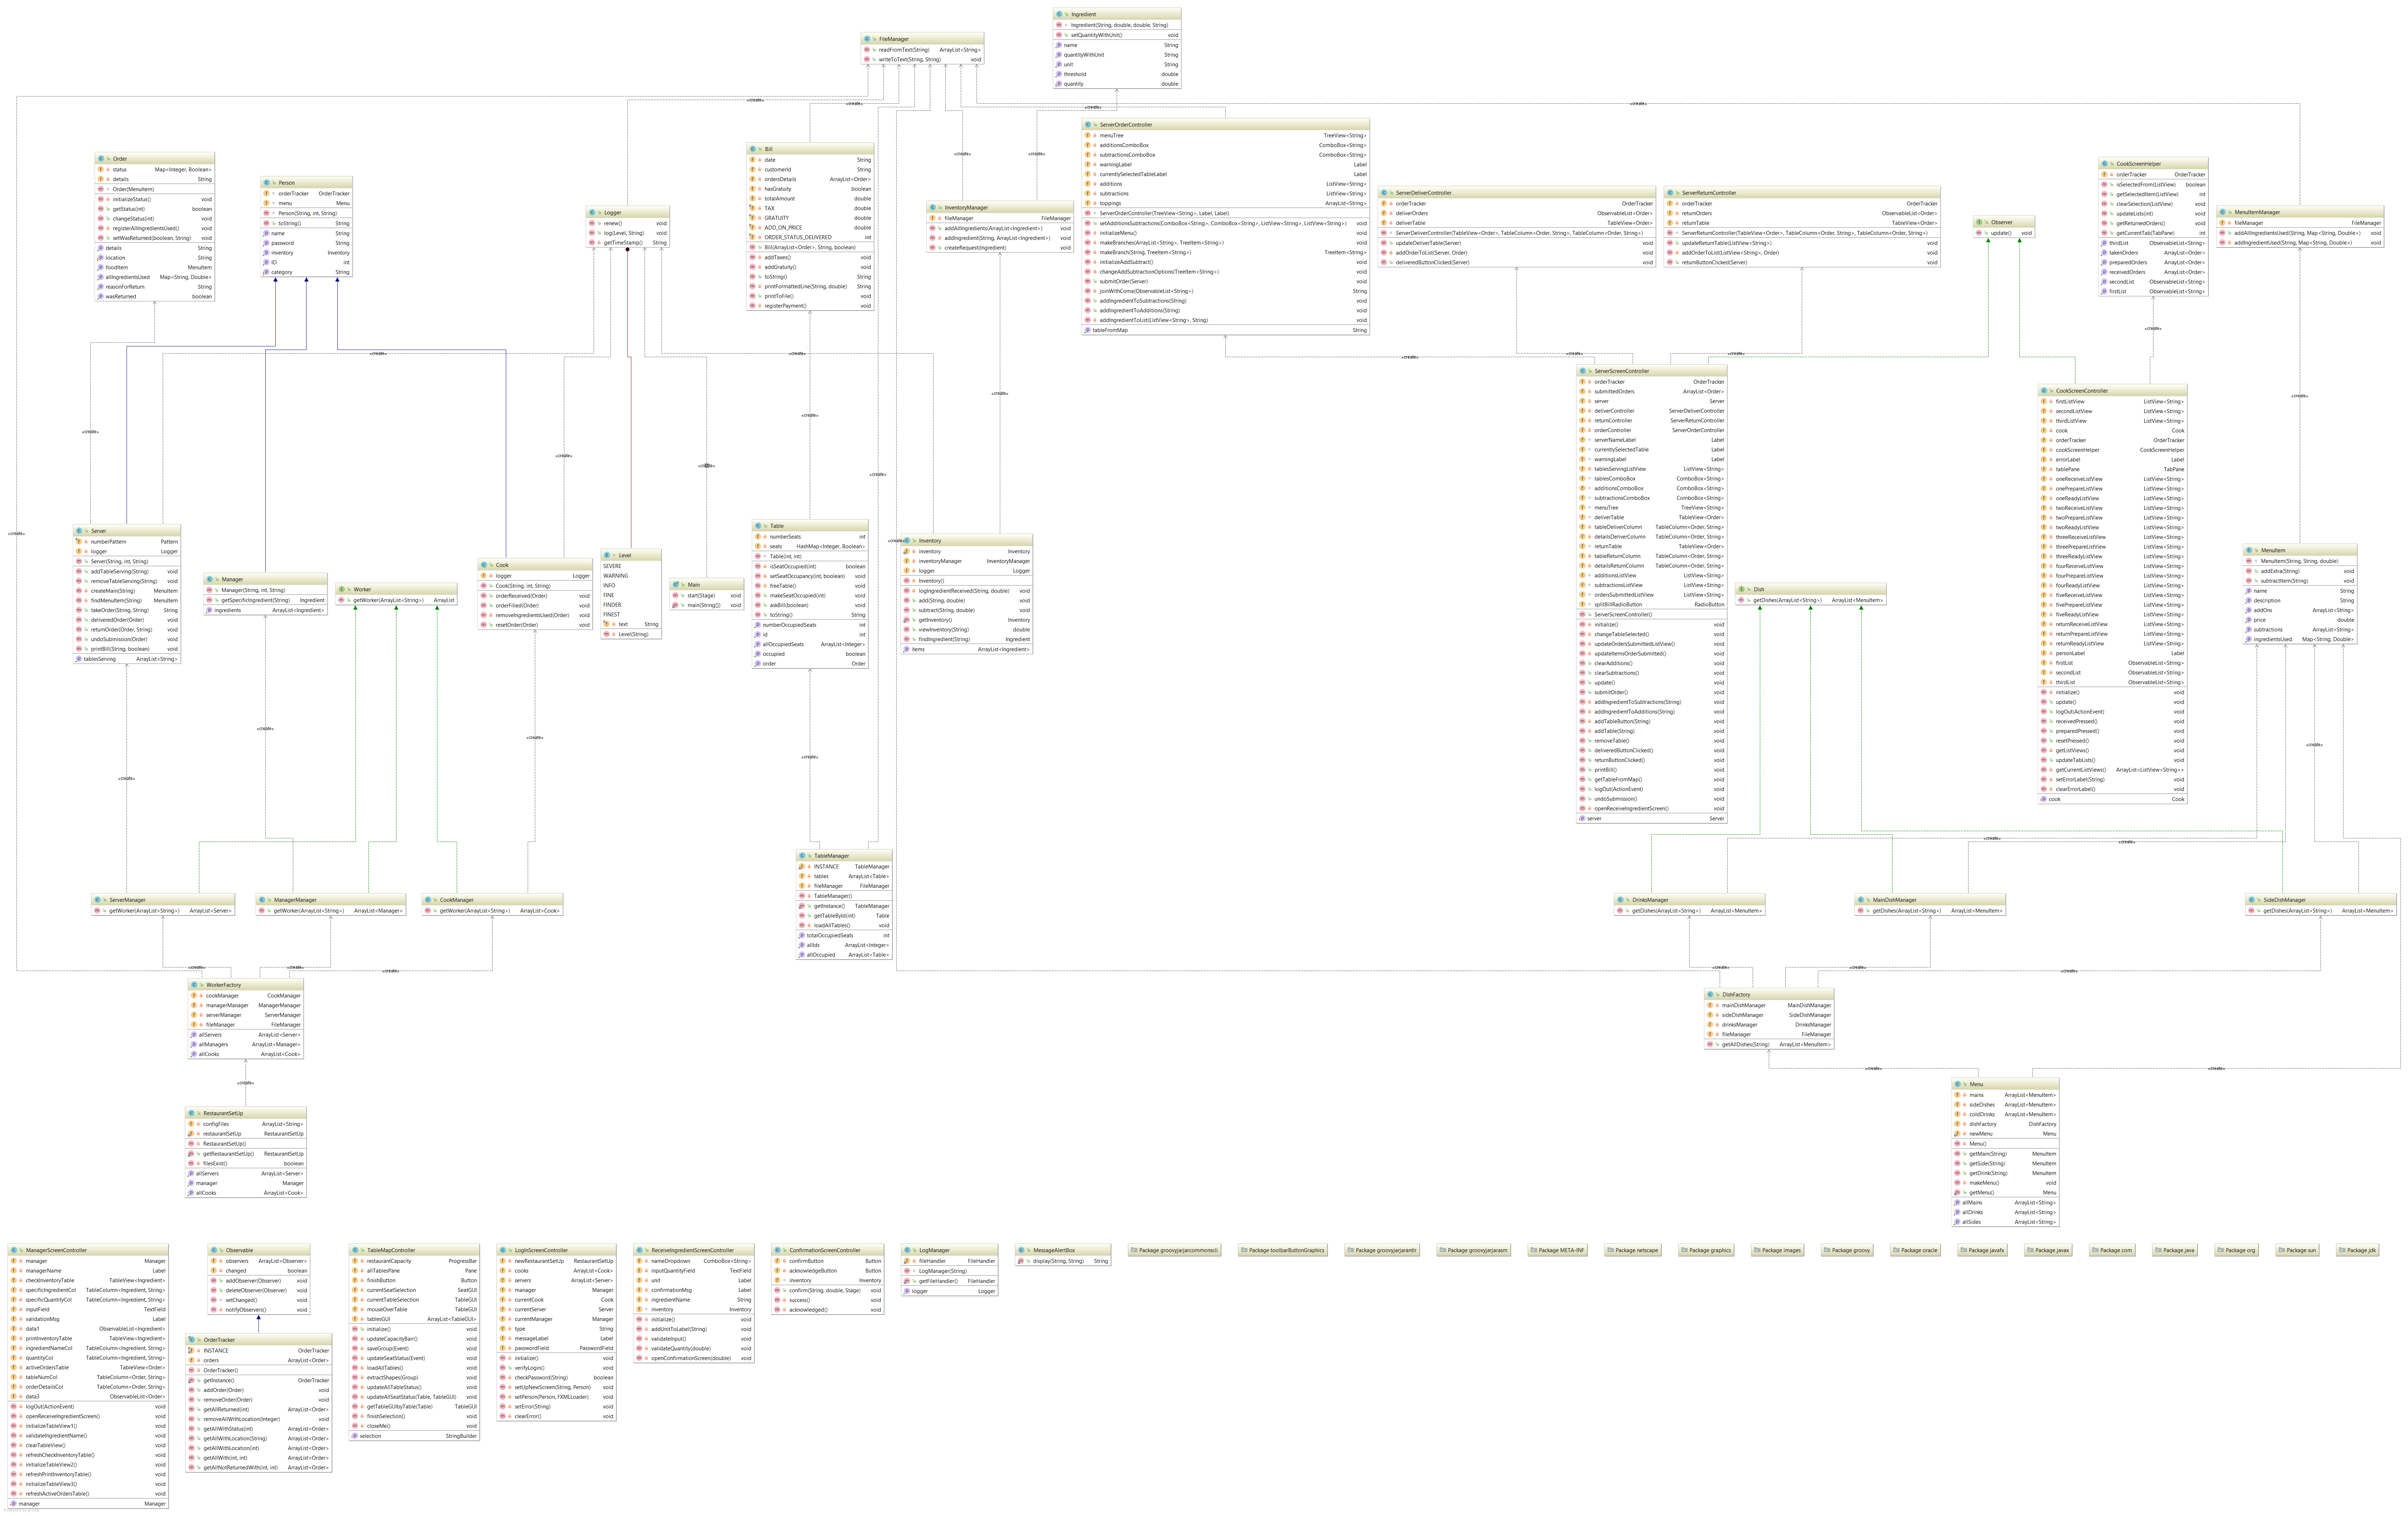 Ingredient
Ingredient(String, double, double, String)
setQuantityWithUnit() void
name String
quantityWithUnit String
unit String
threshold double
quantity double
FileManager
readFromText(String) ArrayList<String>
writeToText(String, String) void
Order
status Map<Integer, Boolean>
details String
Order(MenuItem)
initializeStatus() void
getStatus(int) boolean
changeStatus(int) void
registerAllIngredientsUsed() void
setWasReturned(boolean, String) void
details String
location String
foodItem MenuItem
allIngredientsUsed Map<String, Double>
reasonForReturn String
wasReturned boolean
Person
orderTracker OrderTracker
menu Menu
Person(String, int, String)
toString() String
name String
password String
inventory Inventory
ID int
category String
Logger
renew() void
log(Level, String) void
getTimeStamp() String
Bill
date String
customerId String
ordersDetails ArrayList<Order>
hasGratuity boolean
totalAmount double
TAX double
GRATUITY double
ADD_ON_PRICE double
ORDER_STATUS_DELIVERED int
Bill(ArrayList<Order>, String, boolean)
addTaxes() void
addGratuity() void
toString() String
printFormattedLine(String, double) String
printToFile() void
registerPayment() void
InventoryManager
fileManager FileManager
addAllIngredients(ArrayList<Ingredient>) void
addIngredient(String, ArrayList<Ingredient>) void
createRequest(Ingredient) void
ServerOrderController
menuTree TreeView<String>
additionsComboBox ComboBox<String>
subtractionsComboBox ComboBox<String>
warningLabel Label
currentlySelectedTableLabel Label
additions ListView<String>
subtractions ListView<String>
toppings ArrayList<String>
ServerOrderController(TreeView<String>, Label, Label)
setAdditionsSubtractions(ComboBox<String>, ComboBox<String>, ListView<String>, ListView<String>) void
initializeMenu() void
makeBranches(ArrayList<String>, TreeItem<String>) void
makeBranch(String, TreeItem<String>) TreeItem<String>
initializeAddSubtract() void
changeAddSubtractionOptions(TreeItem<String>) void
submitOrder(Server) void
joinWithComa(ObservableList<String>) String
addIngredientToSubtractions(String) void
addIngredientToAdditions(String) void
addIngredientToList(ListView<String>, String) void
tableFromMap String
ServerDeliverController
orderTracker OrderTracker
deliverOrders ObservableList<Order>
deliverTable TableView<Order>
ServerDeliverController(TableView<Order>, TableColumn<Order, String>, TableColumn<Order, String>)
updateDeliverTable(Server) void
addOrderToList(Server, Order) void
deliveredButtonClicked(Server) void
ServerReturnController
orderTracker OrderTracker
returnOrders ObservableList<Order>
returnTable TableView<Order>
ServerReturnController(TableView<Order>, TableColumn<Order, String>, TableColumn<Order, String>)
updateReturnTable(ListView<String>) void
addOrderToList(ListView<String>, Order) void
returnButtonClicked(Server) void
Observer
update() void
CookScreenHelper
orderTracker OrderTracker
isSelectedFrom(ListView) boolean
getSelectedItem(ListView) int
clearSelection(ListView) void
updateLists(int) void
getReturnedOrders() void
getCurrentTab(TabPane) int
thirdList ObservableList<String>
takenOrders ArrayList<Order>
preparedOrders ArrayList<Order>
receivedOrders ArrayList<Order>
secondList ObservableList<String>
firstList ObservableList<String>
MenuItemManager
fileManager FileManager
addAllIngredientsUsed(String, Map<String, Double>) void
addIngredientUsed(String, Map<String, Double>) void
Server
numberPattern Pattern
logger Logger
Server(String, int, String)
addTableServing(String) void
removeTableServing(String) void
createMain(String) MenuItem
findMenuItem(String) MenuItem
takeOrder(String, String) String
deliveredOrder(Order) void
returnOrder(Order, String) void
undoSubmission(Order) void
printBill(String, boolean) void
tablesServing ArrayList<String>
Manager
Manager(String, int, String)
getSpecificIngredient(String) Ingredient
ingredients ArrayList<Ingredient>
Worker
getWorker(ArrayList<String>) ArrayList
Cook
logger Logger
Cook(String, int, String)
orderReceived(Order) void
orderFilled(Order) void
removeIngredientsUsed(Order) void
resetOrder(Order) void
Level
SEVERE
WARNING
INFO
FINE
FINDER
FINEST
text String
Level(String)
Main
start(Stage) void
main(String[]) void
Table
numberSeats int
seats HashMap<Integer, Boolean>
Table(int, int)
isSeatOccupied(int) boolean
setSeatOccupancy(int, boolean) void
freeTable() void
makeSeatOccupied(int) void
askBill(boolean) void
toString() String
numberOccupiedSeats int
id int
allOccupiedSeats ArrayList<Integer>
occupied boolean
order Order
Inventory
inventory Inventory
inventoryManager InventoryManager
logger Logger
Inventory()
logIngredientReceived(String, double) void
add(String, double) void
subtract(String, double) void
getInventory() Inventory
viewInventory(String) double
findIngredient(String) Ingredient
items ArrayList<Ingredient>
ServerScreenController
orderTracker OrderTracker
submittedOrders ArrayList<Order>
server Server
deliverController ServerDeliverController
returnController ServerReturnController
orderController ServerOrderController
serverNameLabel Label
currentlySelectedTable Label
warningLabel Label
tablesServingListView ListView<String>
tablesComboBox ComboBox<String>
additionsComboBox ComboBox<String>
subtractionsComboBox ComboBox<String>
menuTree TreeView<String>
deliverTable TableView<Order>
tableDeliverColumn TableColumn<Order, String>
detailsDeliverColumn TableColumn<Order, String>
returnTable TableView<Order>
tableReturnColumn TableColumn<Order, String>
detailsReturnColumn TableColumn<Order, String>
additionsListView ListView<String>
subtractionsListView ListView<String>
ordersSubmittedListView ListView<String>
splitBillRadioButton RadioButton
ServerScreenController()
initialize() void
changeTableSelected() void
updateOrdersSubmittedListView() void
updateItemsOrderSubmitted() void
clearAdditions() void
clearSubtractions() void
update() void
submitOrder() void
addIngredientToSubtractions(String) void
addIngredientToAdditions(String) void
addTableButton(String) void
addTable(String) void
removeTable() void
deliveredButtonClicked() void
returnButtonClicked() void
printBill() void
getTableFromMap() void
logOut(ActionEvent) void
undoSubmission() void
openReceiveIngredientScreen() void
server Server
CookScreenController
firstListView ListView<String>
secondListView ListView<String>
thirdListView ListView<String>
cook Cook
orderTracker OrderTracker
cookScreenHelper CookScreenHelper
errorLabel Label
tablePane TabPane
oneReceiveListView ListView<String>
onePrepareListView ListView<String>
oneReadyListView ListView<String>
twoReceiveListView ListView<String>
twoPrepareListView ListView<String>
twoReadyListView ListView<String>
threeReceiveListView ListView<String>
threePrepareListView ListView<String>
threeReadyListView ListView<String>
fourReceiveListView ListView<String>
fourPrepareListView ListView<String>
fourReadyListView ListView<String>
fiveReceiveListView ListView<String>
fivePrepareListView ListView<String>
fiveReadyListView ListView<String>
returnReceiveListView ListView<String>
returnPrepareListView ListView<String>
returnReadyListView ListView<String>
personLabel Label
firstList ObservableList<String>
secondList ObservableList<String>
thirdList ObservableList<String>
initialize() void
update() void
logOut(ActionEvent) void
receivedPressed() void
preparedPressed() void
resetPressed() void
getListViews() void
updateTabLists() void
getCurrentListViews() ArrayList<ListView<String>>
setErrorLabel(String) void
clearErrorLabel() void
cook Cook
Dish
getDishes(ArrayList<String>) ArrayList<MenuItem>
MenuItem
MenuItem(String, String, double)
addExtra(String) void
subtractItem(String) void
name String
description String
addOns ArrayList<String>
price double
subtractions ArrayList<String>
ingredientsUsed Map<String, Double>
TableManager
INSTANCE TableManager
tables ArrayList<Table>
fileManager FileManager
TableManager()
getInstance() TableManager
getTableById(int) Table
loadAllTables() void
totalOccupiedSeats int
allIds ArrayList<Integer>
allOccupied ArrayList<Table>
ServerManager
getWorker(ArrayList<String>) ArrayList<Server>
ManagerManager
getWorker(ArrayList<String>) ArrayList<Manager>
CookManager
getWorker(ArrayList<String>) ArrayList<Cook>
DrinksManager
getDishes(ArrayList<String>) ArrayList<MenuItem>
MainDishManager
getDishes(ArrayList<String>) ArrayList<MenuItem>
SideDishManager
getDishes(ArrayList<String>) ArrayList<MenuItem>
WorkerFactory
cookManager CookManager
managerManager ManagerManager
serverManager ServerManager
fileManager FileManager
allServers ArrayList<Server>
allManagers ArrayList<Manager>
allCooks ArrayList<Cook>
DishFactory
mainDishManager MainDishManager
sideDishManager SideDishManager
drinksManager DrinksManager
fileManager FileManager
getAllDishes(String) ArrayList<MenuItem>
RestaurantSetUp
configFiles ArrayList<String>
restaurantSetUp RestaurantSetUp
RestaurantSetUp()
getRestaurantSetUp() RestaurantSetUp
filesExist() boolean
allServers ArrayList<Server>
manager Manager
allCooks ArrayList<Cook>
Menu
mains ArrayList<MenuItem>
sideDishes ArrayList<MenuItem>
coldDrinks ArrayList<MenuItem>
dishFactory DishFactory
newMenu Menu
Menu()
getMain(String) MenuItem
getSide(String) MenuItem
getDrink(String) MenuItem
makeMenu() void
getMenu() Menu
allMains ArrayList<String>
allDrinks ArrayList<String>
allSides ArrayList<String>
ManagerScreenController
manager Manager
managerName Label
checkInventoryTable TableView<Ingredient>
specificIngredientCol TableColumn<Ingredient, String>
specificQuantityCol TableColumn<Ingredient, String>
inputField TextField
validationMsg Label
data1 ObservableList<Ingredient>
printInventoryTable TableView<Ingredient>
ingredientNameCol TableColumn<Ingredient, String>
quantityCol TableColumn<Ingredient, String>
activeOrdersTable TableView<Order>
tableNumCol TableColumn<Order, String>
orderDetailsCol TableColumn<Order, String>
data3 ObservableList<Order>
logOut(ActionEvent) void
openReceiveIngredientScreen() void
initializeTableView1() void
validateIngredientName() void
clearTableView() void
refreshCheckInventoryTable() void
initializeTableView2() void
refreshPrintInventoryTable() void
initializeTableView3() void
refreshActiveOrdersTable() void
manager Manager
Observable
observers ArrayList<Observer>
changed boolean
addObserver(Observer) void
deleteObserver(Observer) void
setChanged() void
notifyObservers() void
OrderTracker
INSTANCE OrderTracker
orders ArrayList<Order>
OrderTracker()
getInstance() OrderTracker
addOrder(Order) void
removeOrder(Order) void
getAllReturned(int) ArrayList<Order>
removeAllWithLocation(Integer) void
getAllWithStatus(int) ArrayList<Order>
getAllWithLocation(String) ArrayList<Order>
getAllWithLocation(int) ArrayList<Order>
getAllWith(int, int) ArrayList<Order>
getAllNotReturnedWith(int, int) ArrayList<Order>
TableMapController
restaurantCapacity ProgressBar
allTablesPane Pane
finishButton Button
currentSeatSelection SeatGUI
currentTableSelection TableGUI
mouseOverTable TableGUI
tablesGUI ArrayList<TableGUI>
initialize() void
updateCapacityBar() void
saveGroup(Event) void
updateSeatStatus(Event) void
loadAllTables() void
extractShapes(Group) void
updateAllTableStatus() void
updateAllSeatStatus(Table, TableGUI) void
getTableGUIbyTable(Table) TableGUI
finishSelection() void
closeMe() void
selection StringBuilder
LogInScreenController
newRestaurantSetUp RestaurantSetUp
cooks ArrayList<Cook>
servers ArrayList<Server>
manager Manager
currentCook Cook
currentServer Server
currentManager Manager
type String
messageLabel Label
passwordField PasswordField
initialize() void
verifyLogin() void
checkPassword(String) boolean
setUpNewScreen(String, Person) void
setPerson(Person, FXMLLoader) void
setError(String) void
clearError() void
ReceiveIngredientScreenController
nameDropdown ComboBox<String>
inputQuantityField TextField
unit Label
confirmationMsg Label
ingredientName String
inventory Inventory
initialize() void
addUnitToLabel(String) void
validateInput() void
validateQuantity(double) void
openConfirmationScreen(double) void
ConfirmationScreenController
confirmButton Button
acknowledgeButton Button
inventory Inventory
confirm(String, double, Stage) void
success() void
acknowledged() void
LogManager
fileHandler FileHandler
LogManager(String)
getFileHandler() FileHandler
logger Logger
MessageAlertBox
display(String, String) String
Package groovyjarjarcommonscli
Package toolbarButtonGraphics
Package groovyjarjarantlr
Package groovyjarjarasm
Package META-INF
Package netscape
Package graphics
Package images
Package groovy
Package oracle
Package javafx
Package javax
Package com
Package java
Package org
Package sun
Package jdk